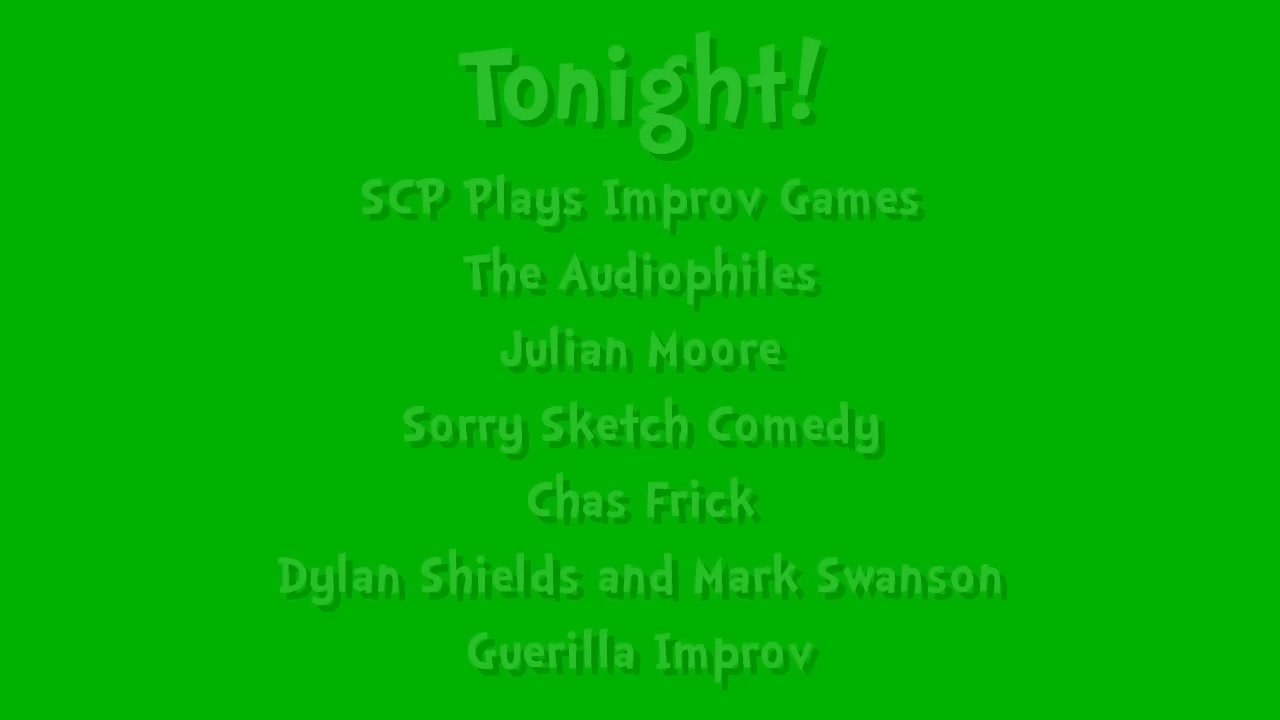 Tonight!
SCP Plays Improv Games
The Audiophiles
Julian Moore
Sorry Sketch Comedy
Chas Frick
Dylan Shields and Mark Swanson
Guerilla Improv